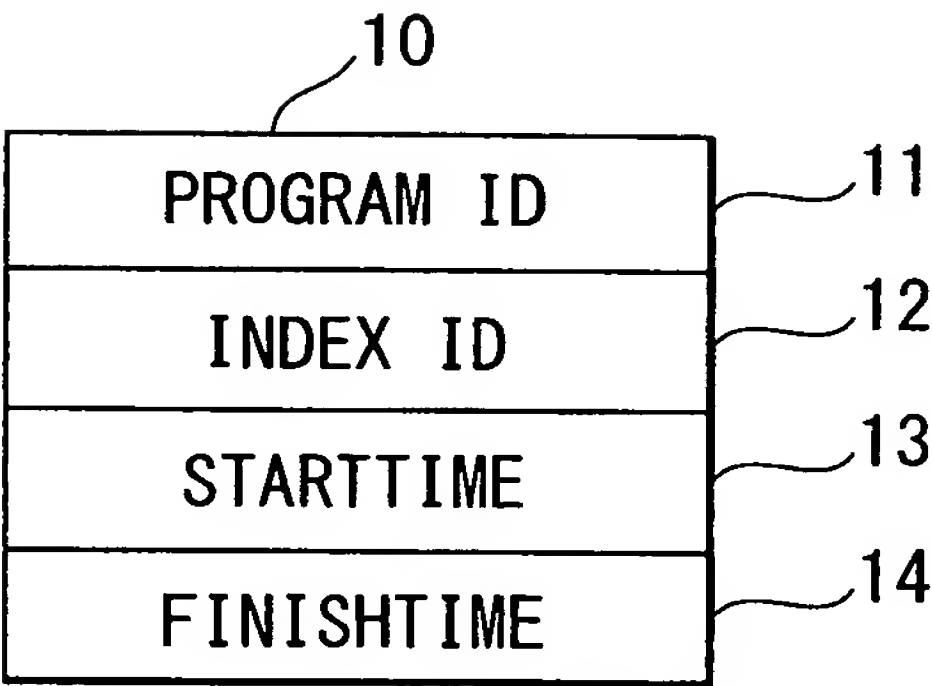 10
PROGRAM ID 11
INDEX ID 12
STARTTIME 13
FINISHTIME 14